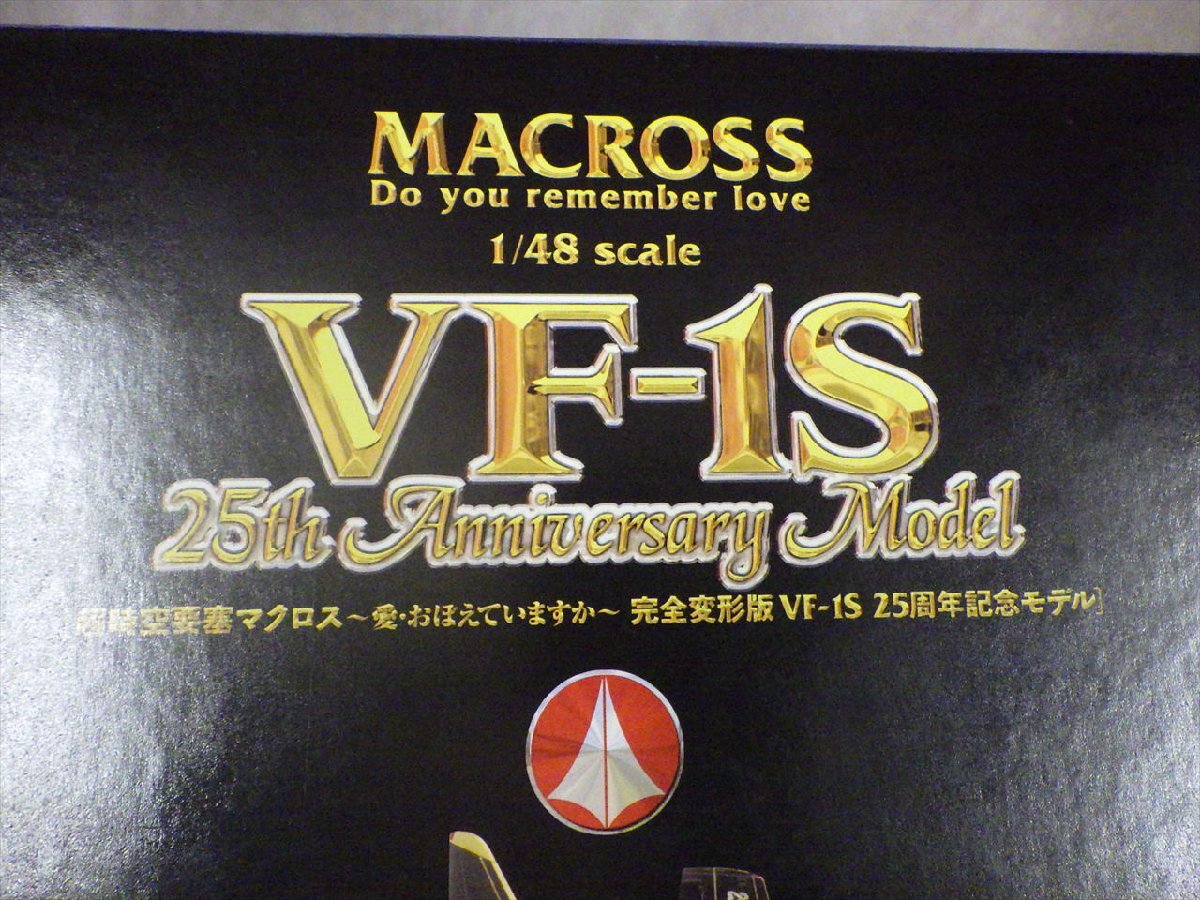 MACROSS
Do you remember love
1/48 scale
VF-1S
25th Anniversary Model
超時空要塞マクロス～愛・おぼえていますか～ 完全変形版 VF-1S 25周年記念モデル]
2